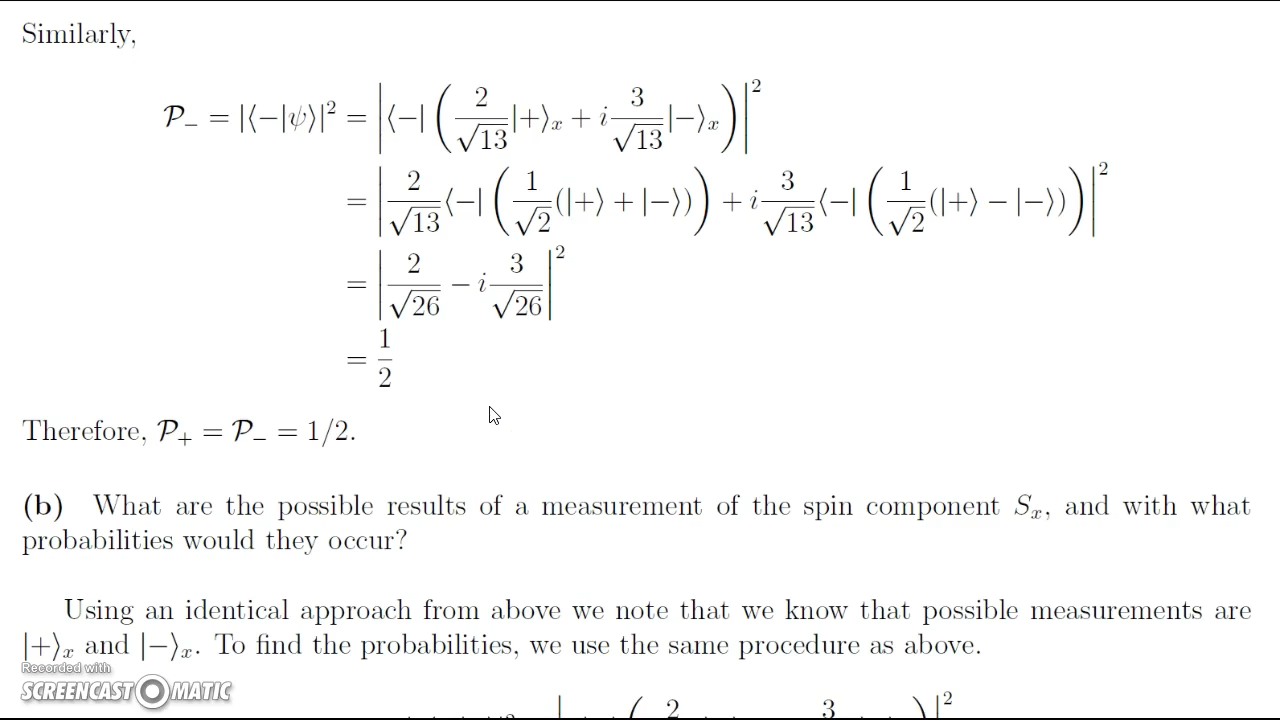 Similarly,
𝒫₋ = |⟨−|ψ⟩|² = |⟨−| (2/√13 |+⟩ₓ + i 3/√13 |−⟩ₓ)|²
= |2/√13 ⟨−| (1/√2 (|+⟩ + |−⟩)) + i 3/√13 ⟨−| (1/√2 (|+⟩ − |−⟩))|²
= |2/√26 − i 3/√26|²
= 1/2
Therefore, 𝒫₊ = 𝒫₋ = 1/2.
(b) What are the possible results of a measurement of the spin component Sₓ, and with what
probabilities would they occur?
Using an identical approach from above we note that we know that possible measurements are
|+⟩ₓ and |−⟩ₓ. To find the probabilities, we use the same procedure as above.
Recorded with
SCREENCAST-O-MATIC
2 3 2